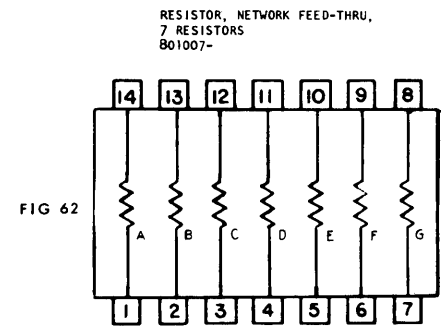 RESISTOR, NETWORK FEED-THRU,
7 RESISTORS
801007-
14 13 12 11 10 9 8
FIG 62
A B C D E F G
1 2 3 4 5 6 7